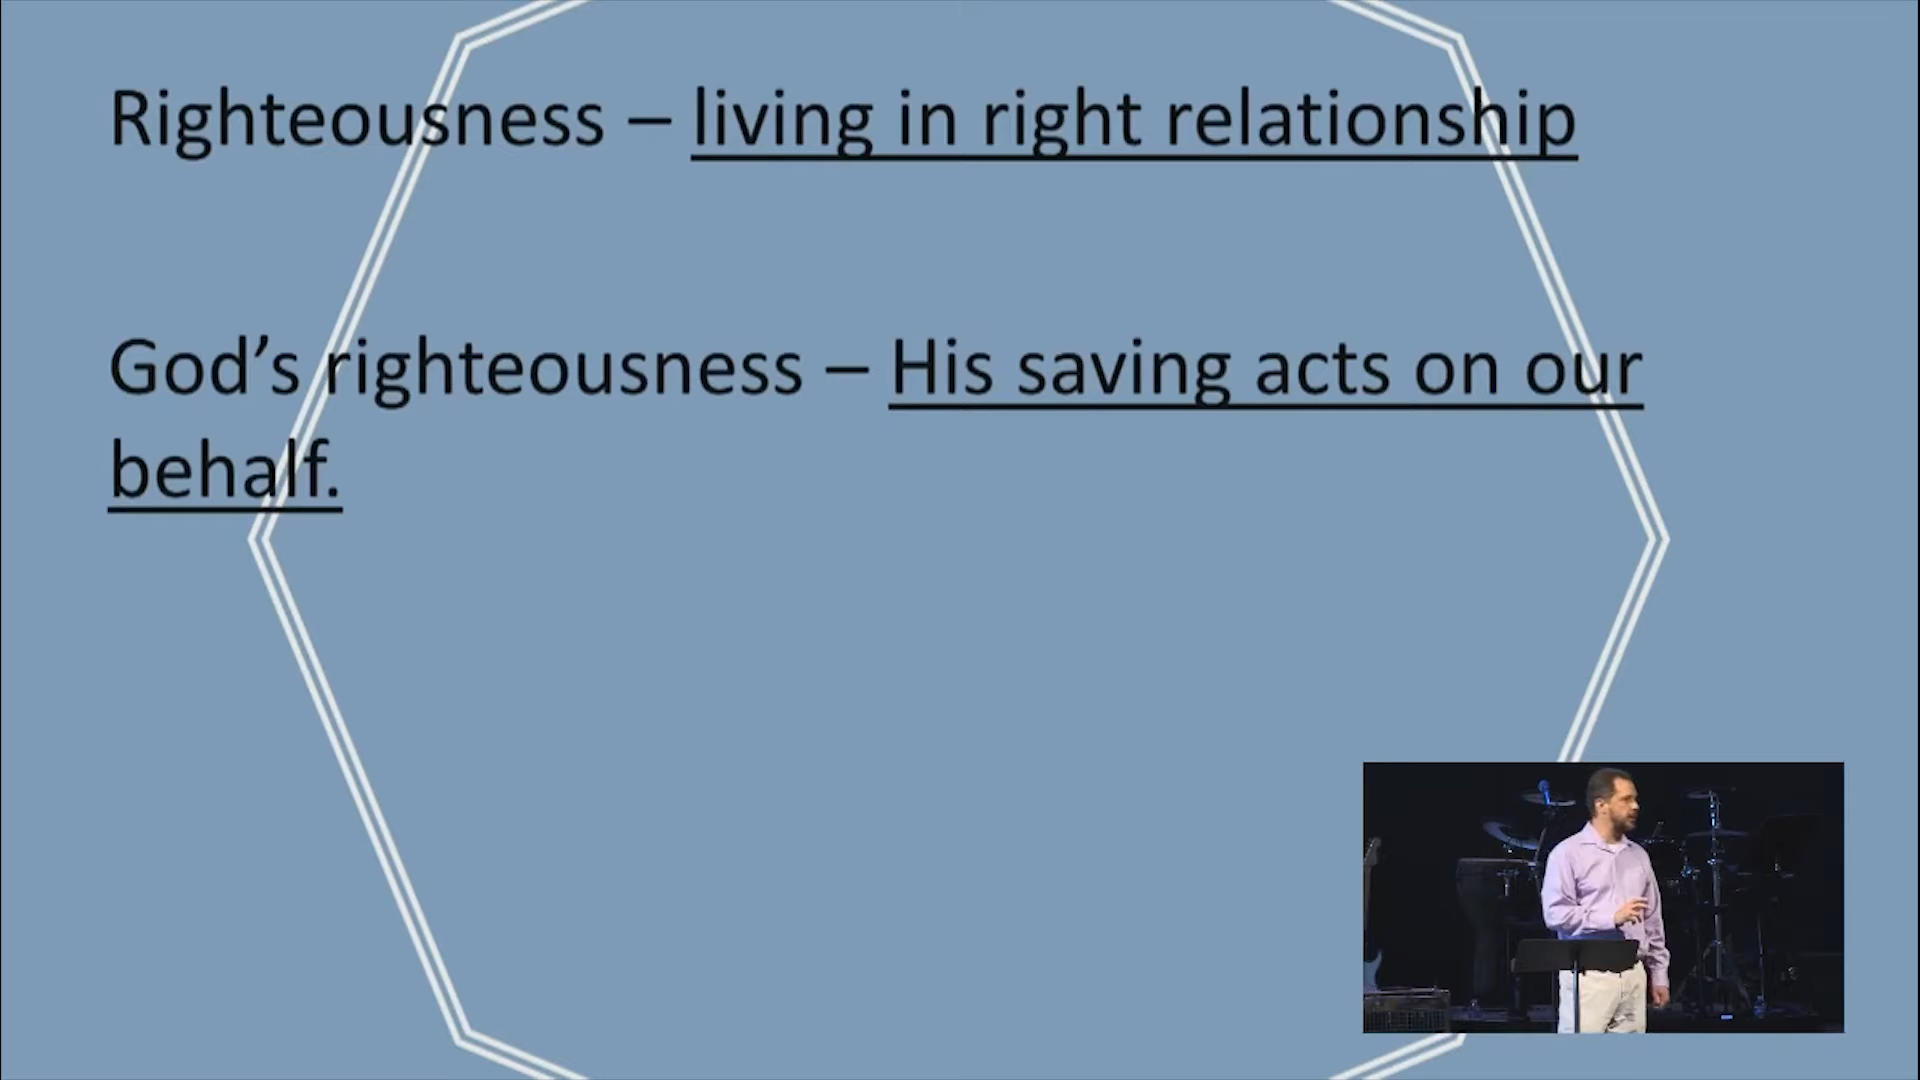 Righteousness – living in right relationship
God’s righteousness – His saving acts on our
behalf.